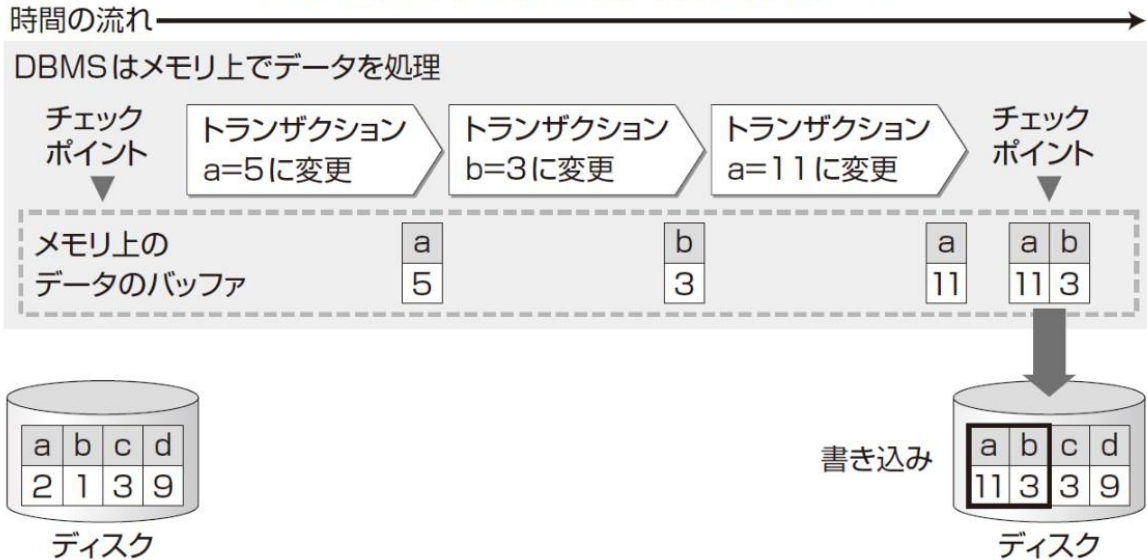 時間の流れ
DBMSはメモリ上でデータを処理
チェック
ポイント
トランザクション
a=5に変更
トランザクション
b=3に変更
トランザクション
a=11に変更
チェック
ポイント
メモリ上の
データのバッファ
a
5
b
3
a
11
a b
11 3
a b c d
2 1 3 9
ディスク
書き込み
a b c d
11 3 3 9
ディスク